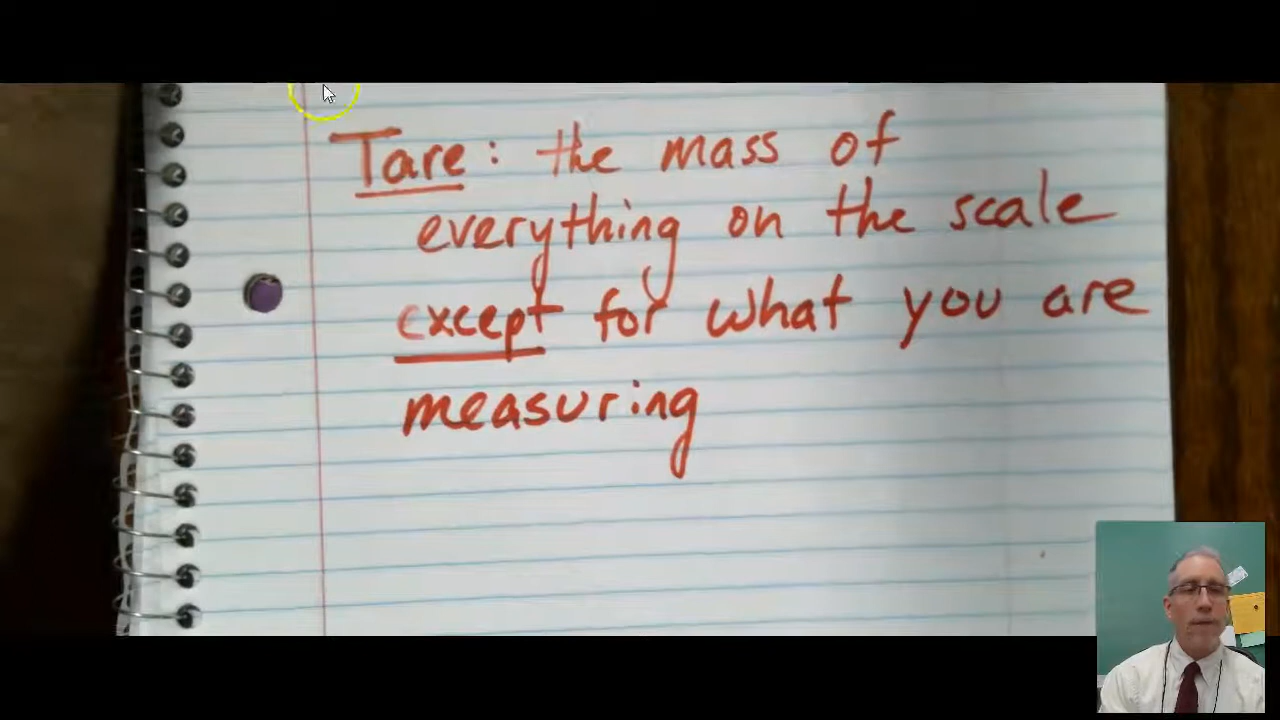 Tare: the mass of
everything on the scale
except for what you are
measuring